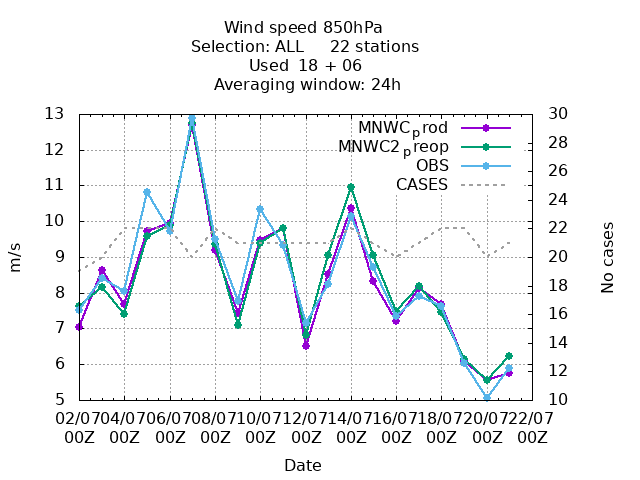 Wind speed 850hPa
Selection: ALL     22 stations
Used  18 + 06
Averaging window: 24h
MNWC_prod
MNWC2_preop
OBS
CASES
13
12
11
10
9
8
7
6
5
m/s
30
28
26
24
22
20
18
16
14
12
10
No cases
02/07 04/07 06/07 08/07 10/07 12/07 14/07 16/07 18/07 20/07 22/07
00Z 00Z 00Z 00Z 00Z 00Z 00Z 00Z 00Z 00Z 00Z
Date